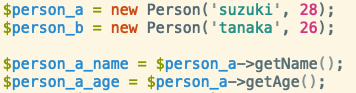 $person_a = new Person('suzuki', 28);
$person_b = new Person('tanaka', 26);
$person_a_name = $person_a->getName();
$person_a_age = $person_a->getAge();